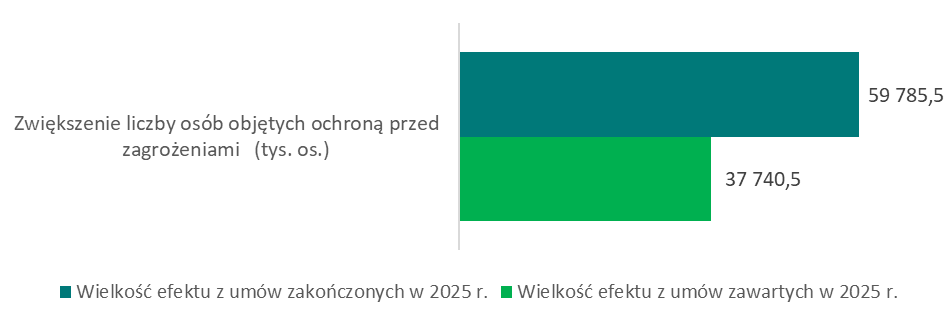 59 785,5
Zwiększenie liczby osób objętych ochroną przed
zagrożeniami (tys. os.)
37 740,5
Wielkość efektu z umów zakończonych w 2025 r.
Wielkość efektu z umów zawartych w 2025 r.